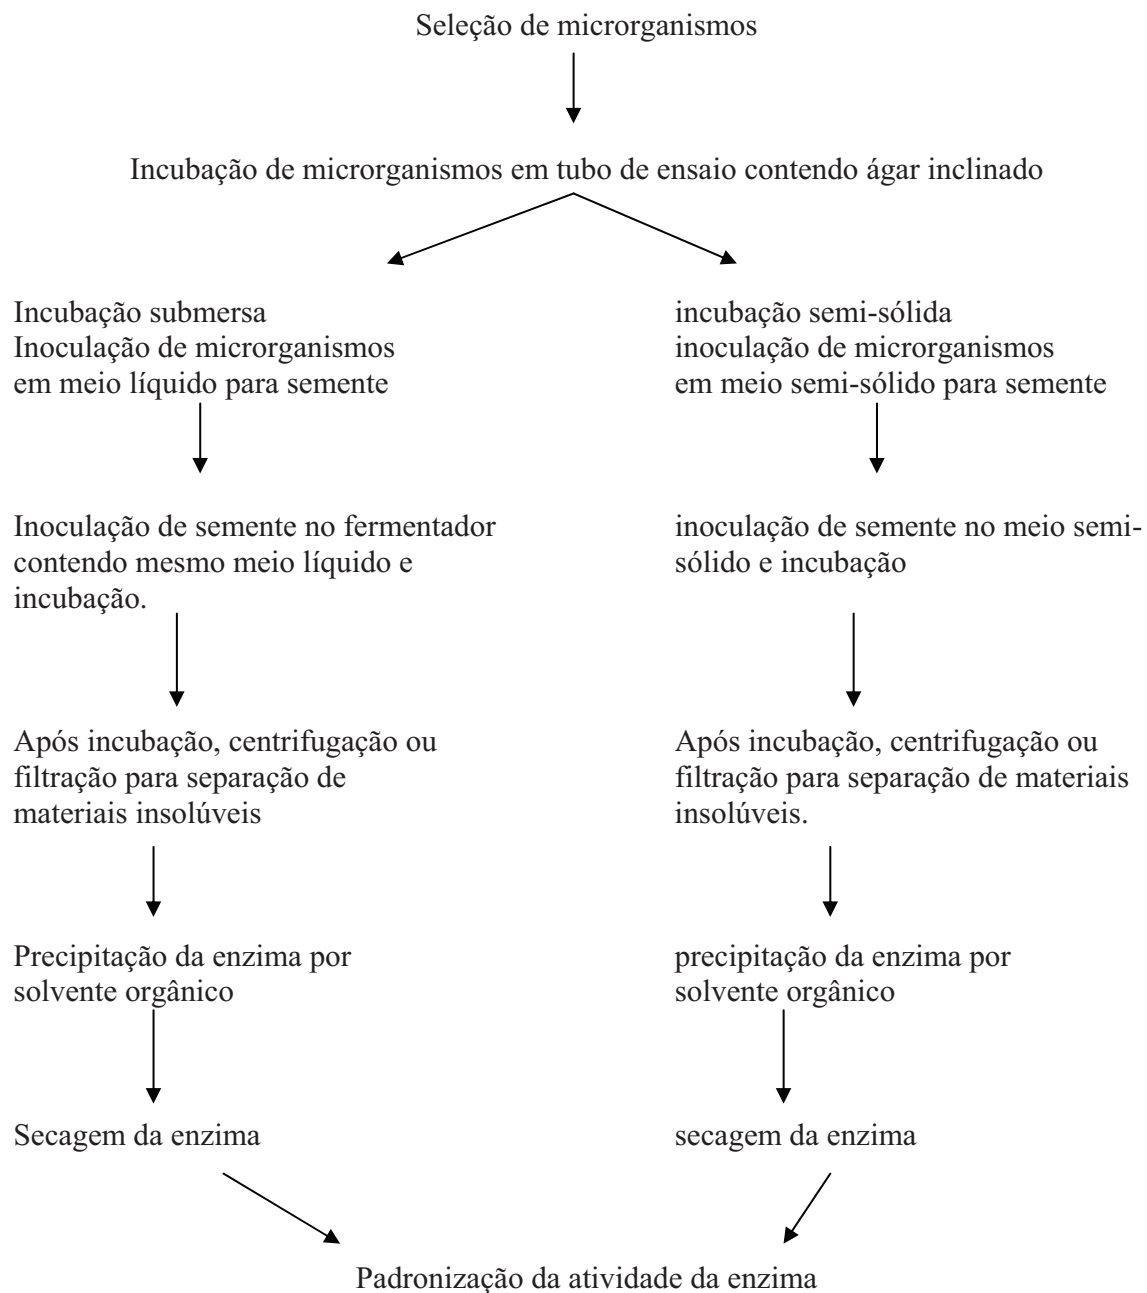 Seleção de microrganismos
Incubação de microrganismos em tubo de ensaio contendo ágar inclinado
Incubação submersa
Inoculação de microrganismos
em meio líquido para semente
incubação semi-sólida
inoculação de microrganismos
em meio semi-sólido para semente
Inoculação de semente no fermentador
contendo mesmo meio líquido e
incubação.
inoculação de semente no meio semi-
sólido e incubação
Após incubação, centrifugação ou
filtração para separação de
materiais insolúveis
Após incubação, centrifugação ou
filtração para separação de materiais
insolúveis.
Precipitação da enzima por
solvente orgânico
precipitação da enzima por
solvente orgânico
Secagem da enzima
secagem da enzima
Padronização da atividade da enzima